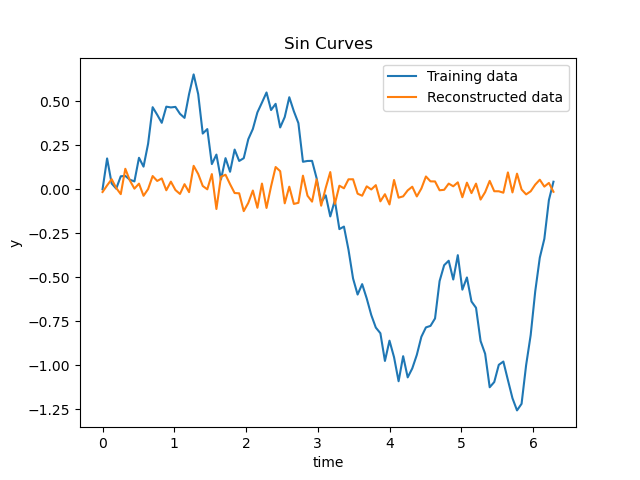 Sin Curves
Training data
Reconstructed data
0.50
0.25
0.00
−0.25
−0.50
−0.75
−1.00
−1.25
y
0 1 2 3 4 5 6
time